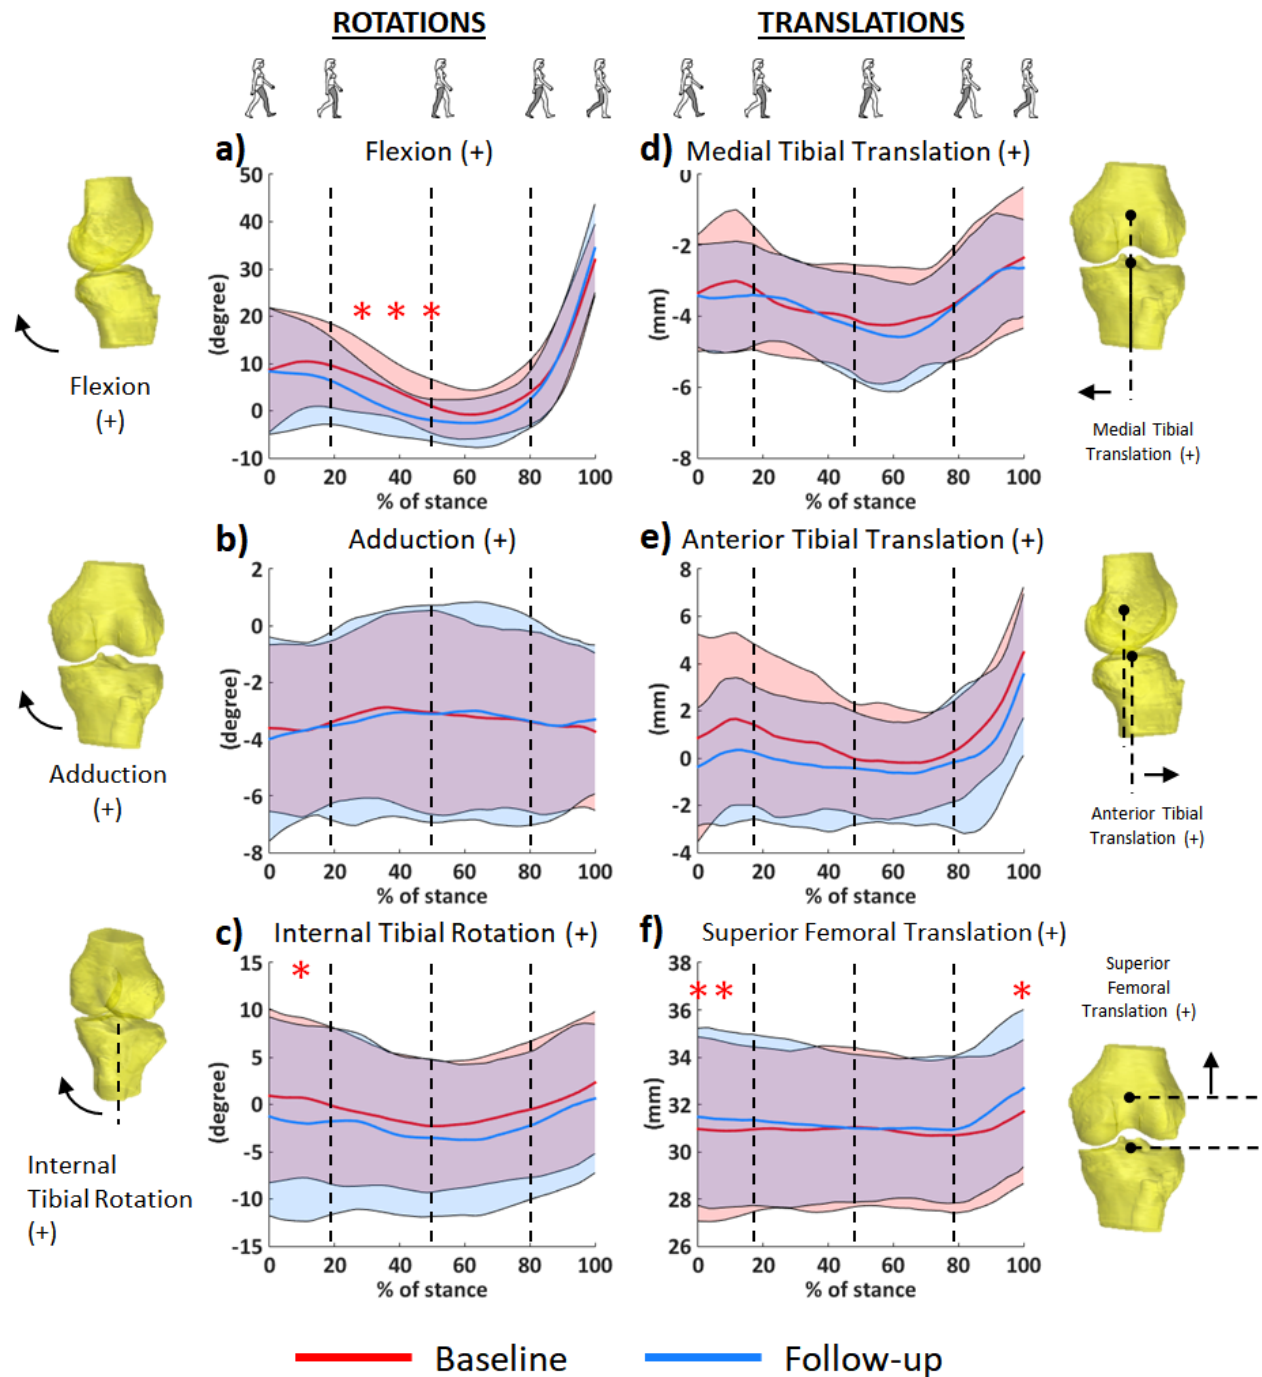 ROTATIONS
TRANSLATIONS
a) Flexion (+)
50
40
30
20
10
0
-10
(degree)
* * *
0 20 40 60 80 100
% of stance
Flexion
(+)
d) Medial Tibial Translation (+)
0
-2
-4
-6
-8
(mm)
0 20 40 60 80 100
% of stance
Medial Tibial
Translation (+)
b) Adduction (+)
2
0
-2
-4
-6
-8
(degree)
0 20 40 60 80 100
% of stance
Adduction
(+)
e) Anterior Tibial Translation (+)
8
6
4
2
0
-2
-4
(mm)
0 20 40 60 80 100
% of stance
Anterior Tibial
Translation (+)
c) Internal Tibial Rotation (+)
15
10
5
0
-5
-10
-15
(degree)
*
0 20 40 60 80 100
% of stance
Internal
Tibial Rotation
(+)
f) Superior Femoral Translation (+)
38
36
34
32
30
28
26
(mm)
* * *
0 20 40 60 80 100
% of stance
Superior
Femoral
Translation (+)
Baseline
Follow-up